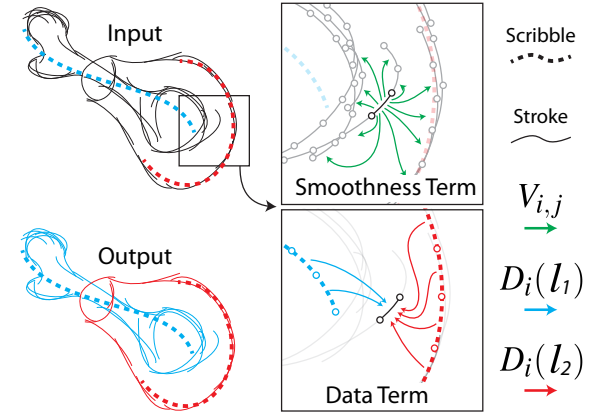 Input
Smoothness Term
Output
Data Term
Scribble
Stroke
V_{i,j}
D_i(l_1)
D_i(l_2)